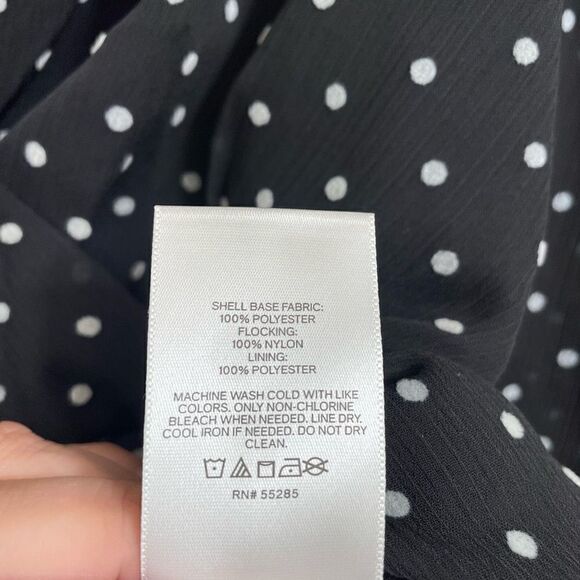 SHELL BASE FABRIC:
100% POLYESTER
FLOCKING:
100% NYLON
LINING:
100% POLYESTER
MACHINE WASH COLD WITH LIKE
COLORS. ONLY NON-CHLORINE
BLEACH WHEN NEEDED. LINE DRY.
COOL IRON IF NEEDED. DO NOT DRY
CLEAN.
RN# 55285